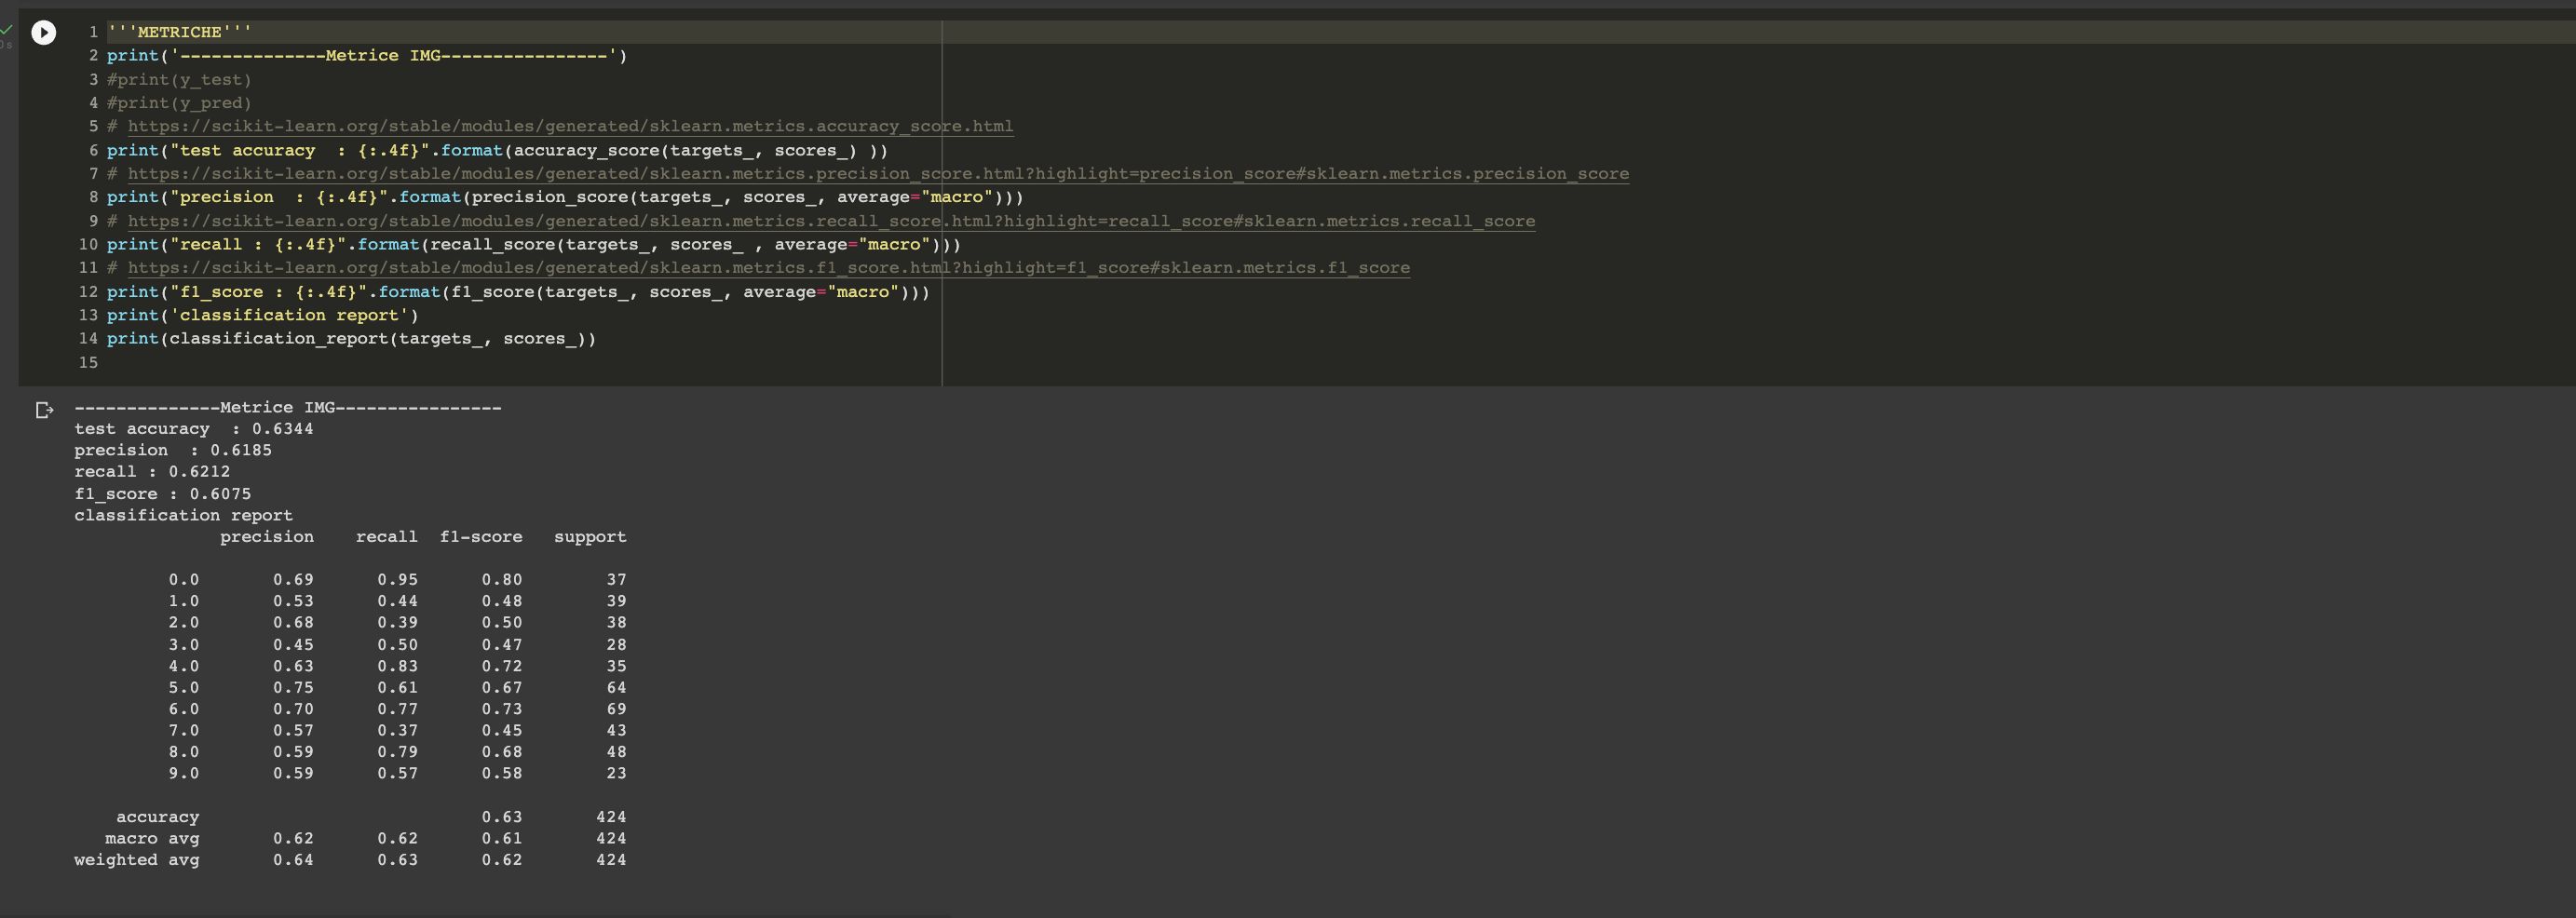 1 '''METRICHE'''
2 print('--------------Metrice IMG----------------')
3 #print(y_test)
4 #print(y_pred)
5 # https://scikit-learn.org/stable/modules/generated/sklearn.metrics.accuracy_score.html
6 print("test accuracy  : {:.4f}".format(accuracy_score(targets_, scores_) ))
7 # https://scikit-learn.org/stable/modules/generated/sklearn.metrics.precision_score.html?highlight=precision_score#sklearn.metrics.precision_score
8 print("precision  : {:.4f}".format(precision_score(targets_, scores_, average="macro")))
9 # https://scikit-learn.org/stable/modules/generated/sklearn.metrics.recall_score.html?highlight=recall_score#sklearn.metrics.recall_score
10 print("recall : {:.4f}".format(recall_score(targets_, scores_ , average="macro")))
11 # https://scikit-learn.org/stable/modules/generated/sklearn.metrics.f1_score.html?highlight=f1_score#sklearn.metrics.f1_score
12 print("f1_score : {:.4f}".format(f1_score(targets_, scores_, average="macro")))
13 print('classification report')
14 print(classification_report(targets_, scores_))
15
--------------Metrice IMG----------------
test accuracy  : 0.6344
precision  : 0.6185
recall : 0.6212
f1_score : 0.6075
classification report
precision recall f1-score support
0.0 0.69 0.95 0.80 37
1.0 0.53 0.44 0.48 39
2.0 0.68 0.39 0.50 38
3.0 0.45 0.50 0.47 28
4.0 0.63 0.83 0.72 35
5.0 0.75 0.61 0.67 64
6.0 0.70 0.77 0.73 69
7.0 0.57 0.37 0.45 43
8.0 0.59 0.79 0.68 48
9.0 0.59 0.57 0.58 23
accuracy 0.63 424
macro avg 0.62 0.62 0.61 424
weighted avg 0.64 0.63 0.62 424